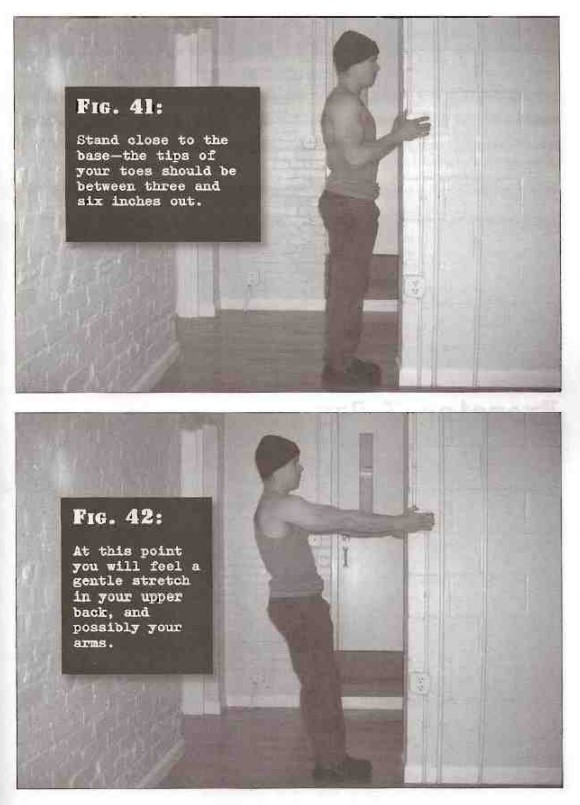 FIG. 41:
Stand close to the
base—the tips of
your toes should be
between three and
six inches out.
FIG. 42:
At this point
you will feel a
gentle stretch
in your upper
back, and
possibly your
arms.